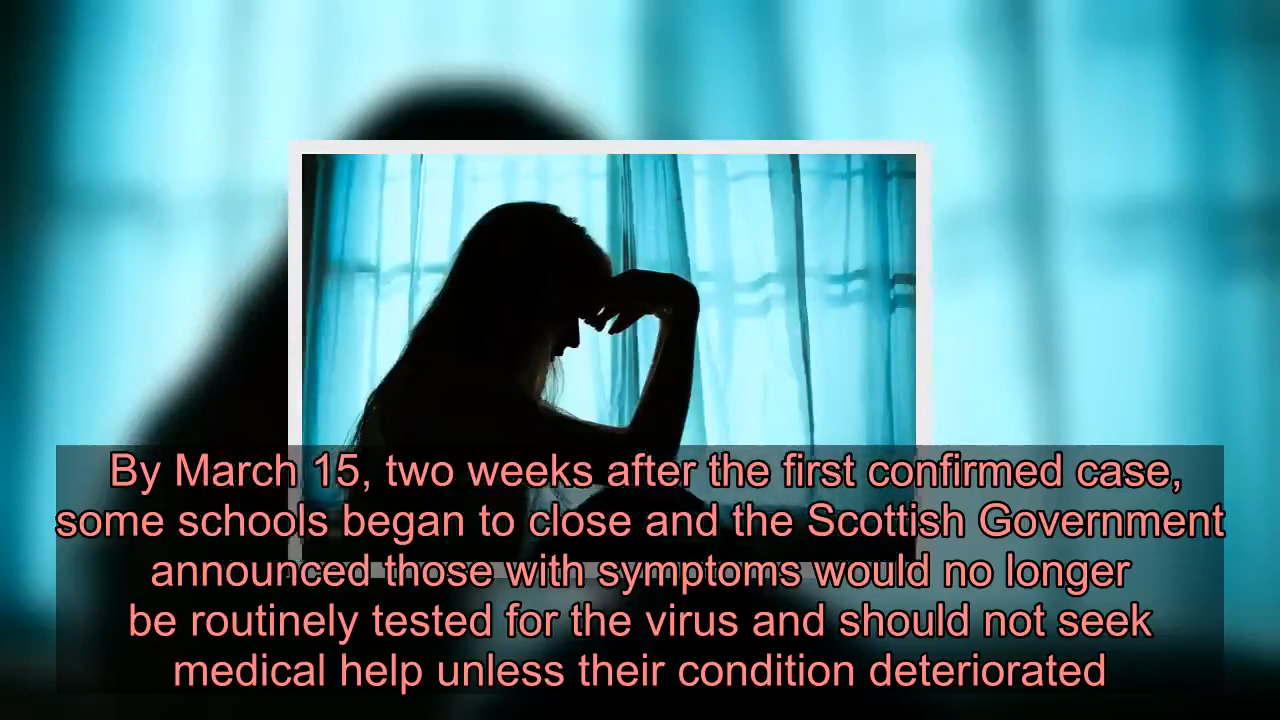 By March 15, two weeks after the first confirmed case,
some schools began to close and the Scottish Government
announced those with symptoms would no longer
be routinely tested for the virus and should not seek
medical help unless their condition deteriorated